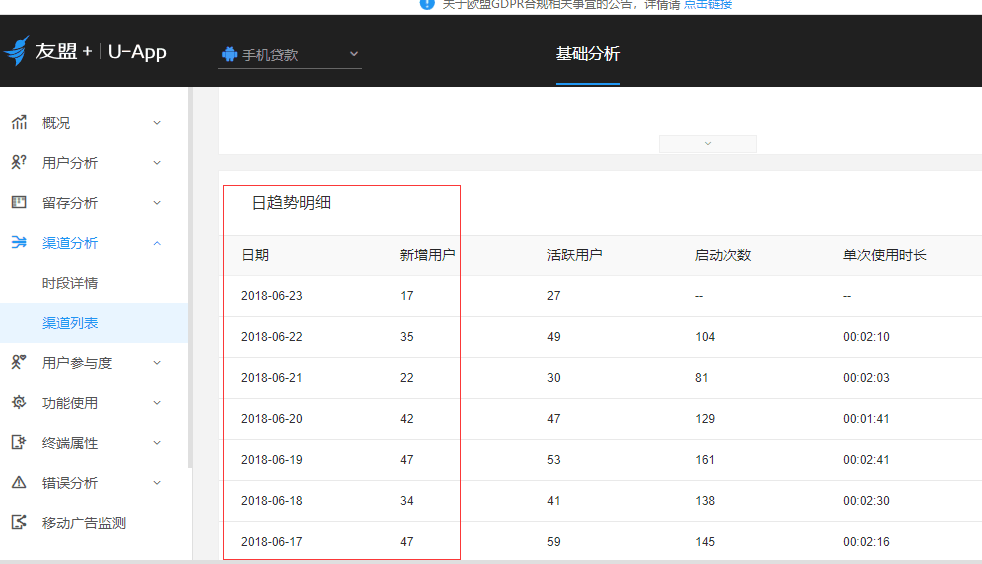 关于欧盟GDPR合规相关事宜的公告，详情请 点击链接
友盟+ | U-App
手机贷款
基础分析
概况
用户分析
留存分析
渠道分析
时段详情
渠道列表
用户参与度
功能使用
终端属性
错误分析
移动广告监测
日趋势明细
日期 新增用户 活跃用户 启动次数 单次使用时长
2018-06-23 17 27 -- --
2018-06-22 35 49 104 00:02:10
2018-06-21 22 30 81 00:02:03
2018-06-20 42 47 129 00:01:41
2018-06-19 47 53 161 00:02:41
2018-06-18 34 41 138 00:02:30
2018-06-17 47 59 145 00:02:16